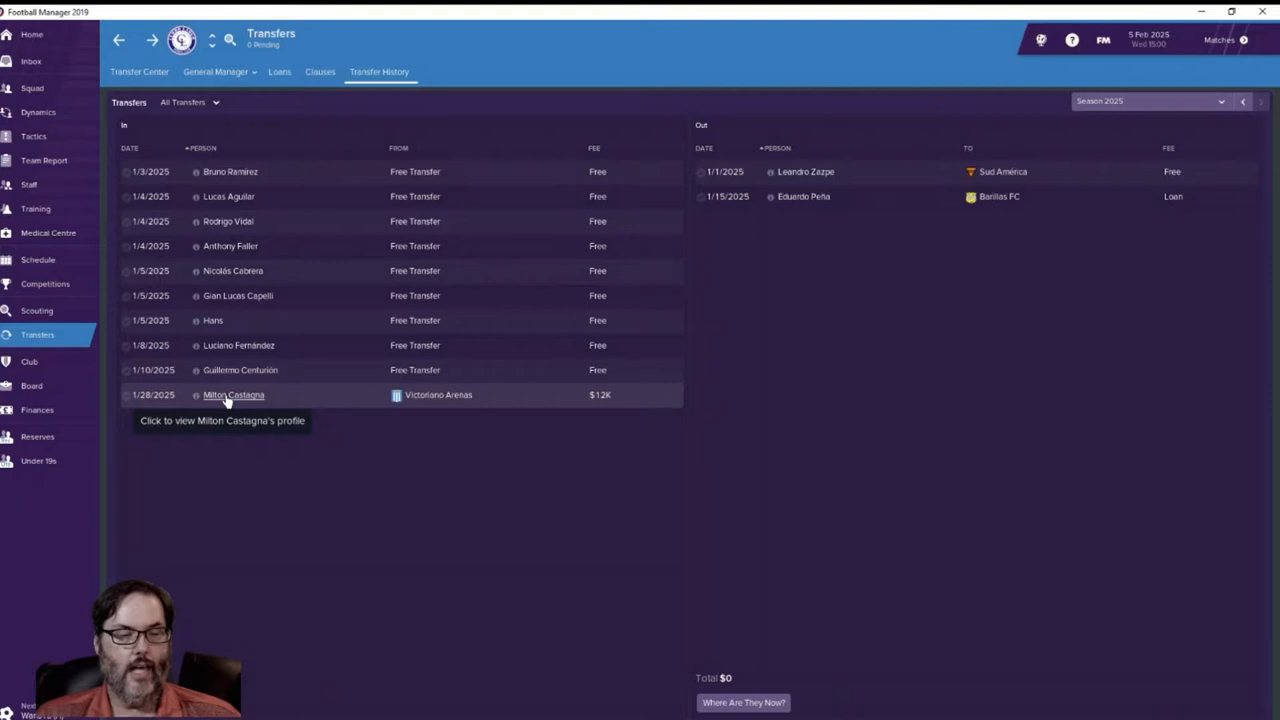 Football Manager 2019
Home
Inbox
Squad
Dynamics
Tactics
Team Report
Staff
Training
Medical Centre
Schedule
Competitions
Scouting
Transfers
Club
Board
Finances
Reserves
Under 19s
Transfers
0 Pending
5 Feb 2025
Wed 15:00
FM
Matches
Transfer Center General Manager Loans Clauses Transfer History
Transfers All Transfers
Season 2025
In
DATE PERSON FROM FEE
1/3/2025 Bruno Ramírez Free Transfer Free
1/4/2025 Lucas Aguilar Free Transfer Free
1/4/2025 Rodrigo Vidal Free Transfer Free
1/4/2025 Anthony Faller Free Transfer Free
1/5/2025 Nicolás Cabrera Free Transfer Free
1/5/2025 Gian Lucas Capelli Free Transfer Free
1/5/2025 Hans Free Transfer Free
1/8/2025 Luciano Fernández Free Transfer Free
1/10/2025 Guillermo Centurión Free Transfer Free
1/28/2025 Milton Castagna Victoriano Arenas $12K
Click to view Milton Castagna's profile
Out
DATE PERSON TO FEE
1/1/2025 Leandro Zazpe Sud América Free
1/15/2025 Eduardo Peña Barillas FC Loan
Total $0
Where Are They Now?